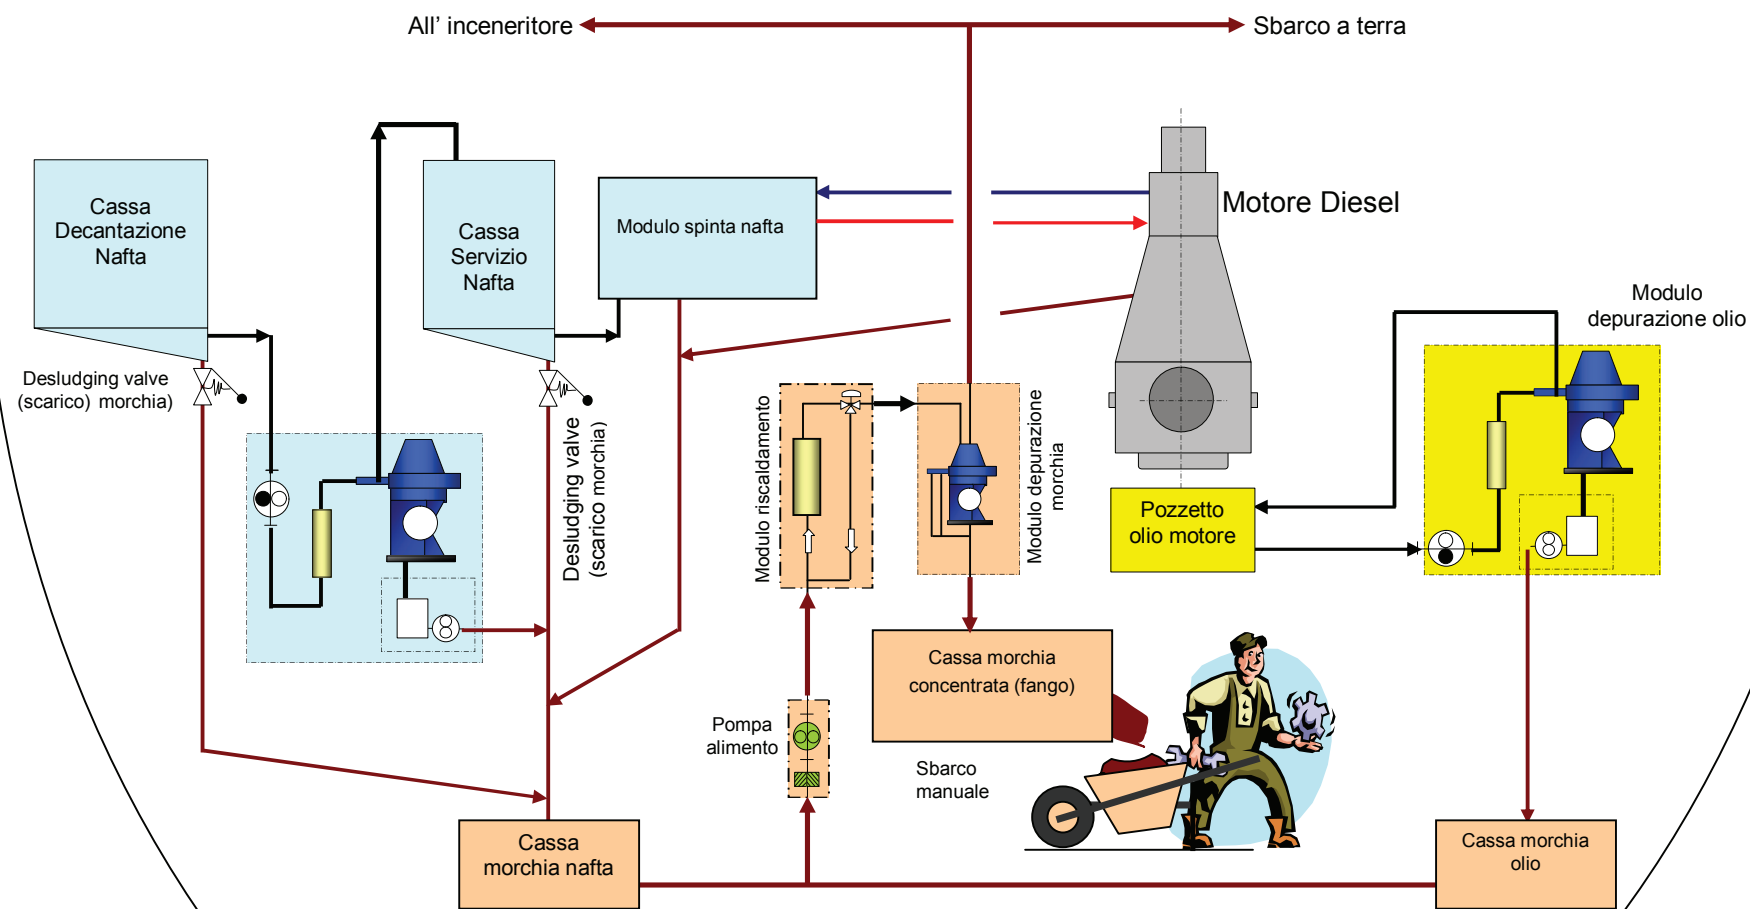 All' inceneritore
Sbarco a terra
Cassa
Decantazione
Nafta
Cassa
Servizio
Nafta
Modulo spinta nafta
Motore Diesel
Modulo
depurazione olio
Desludging valve
(scarico) morchia)
Desludging valve
(scarico morchia)
Modulo riscaldamento
Modulo depurazione
morchia
Pozzetto
olio motore
Cassa morchia
concentrata (fango)
Pompa
alimento
Sbarco
manuale
Cassa
morchia nafta
Cassa morchia
olio